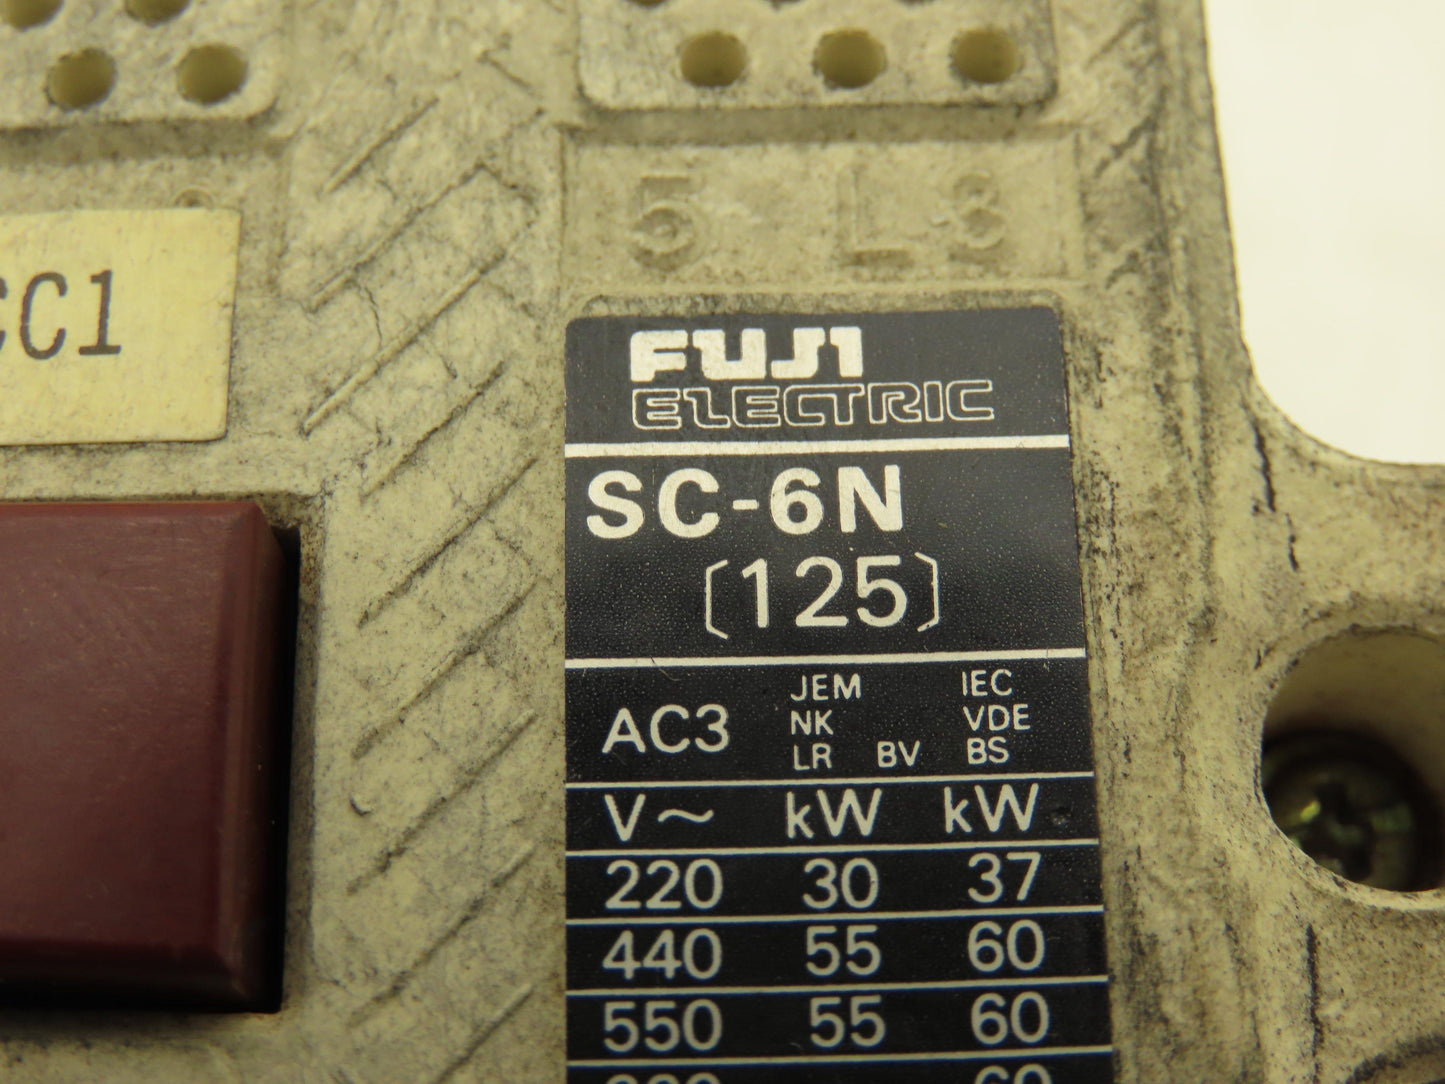 5 L3
CC1
FUJI
ELECTRIC
SC-6N
(125)
AC3
JEM IEC
NK VDE
LR BV BS
V~ kW kW
220 30 37
440 55 60
550 55 60
60